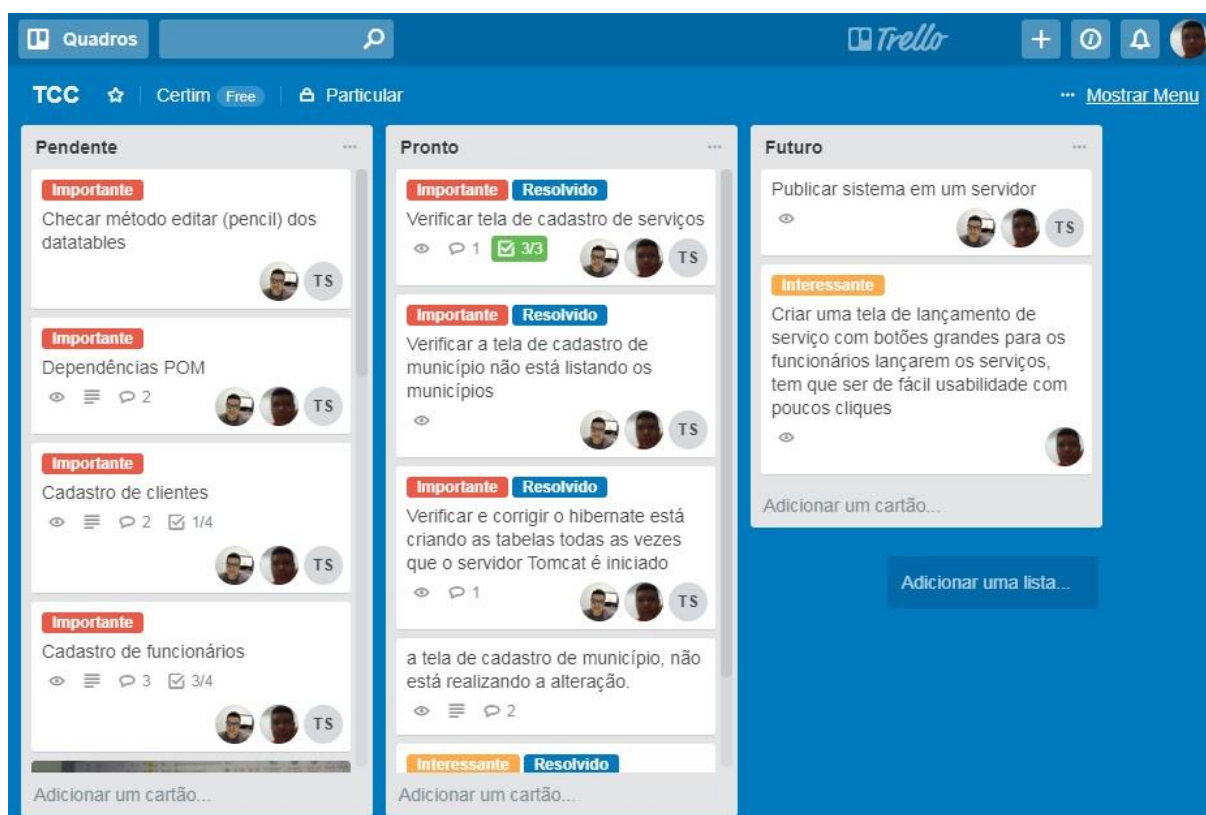 Quadros
Trello
TCC
Certim Free
Particular
··· Mostrar Menu
Pendente
Importante
Checar método editar (pencil) dos
datatables
TS
Importante
Dependências POM
2
TS
Importante
Cadastro de clientes
2 1/4
TS
Importante
Cadastro de funcionários
3 3/4
TS
Adicionar um cartão...
Pronto
Importante Resolvido
Verificar tela de cadastro de serviços
1 3/3
TS
Importante Resolvido
Verificar a tela de cadastro de
município não está listando os
municípios
TS
Importante Resolvido
Verificar e corrigir o hibernate está
criando as tabelas todas as vezes
que o servidor Tomcat é iniciado
1
TS
a tela de cadastro de município, não
está realizando a alteração.
2
Interessante Resolvido
Adicionar um cartão...
Futuro
Publicar sistema em um servidor
TS
Interessante
Criar uma tela de lançamento de
serviço com botões grandes para os
funcionários lançarem os serviços,
tem que ser de fácil usabilidade com
poucos cliques
Adicionar um cartão...
Adicionar uma lista...